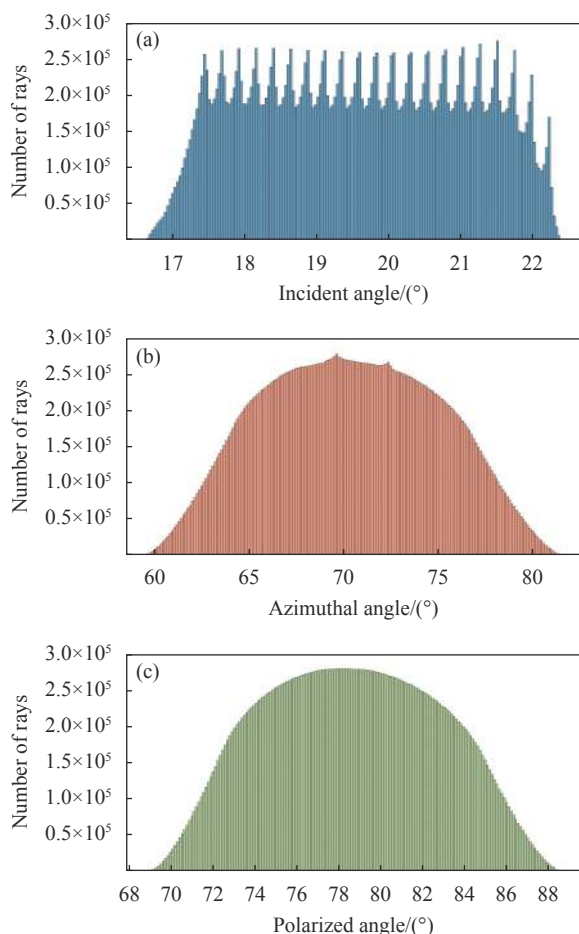 (a)
Number of rays
3.0×10⁵
2.5×10⁵
2.0×10⁵
1.5×10⁵
1.0×10⁵
0.5×10⁵
17 18 19 20 21 22
Incident angle/(°)
(b)
Number of rays
3.0×10⁵
2.5×10⁵
2.0×10⁵
1.5×10⁵
1.0×10⁵
0.5×10⁵
60 65 70 75 80
Azimuthal angle/(°)
(c)
Number of rays
3.0×10⁵
2.5×10⁵
2.0×10⁵
1.5×10⁵
1.0×10⁵
0.5×10⁵
68 70 72 74 76 78 80 82 84 86 88
Polarized angle/(°)